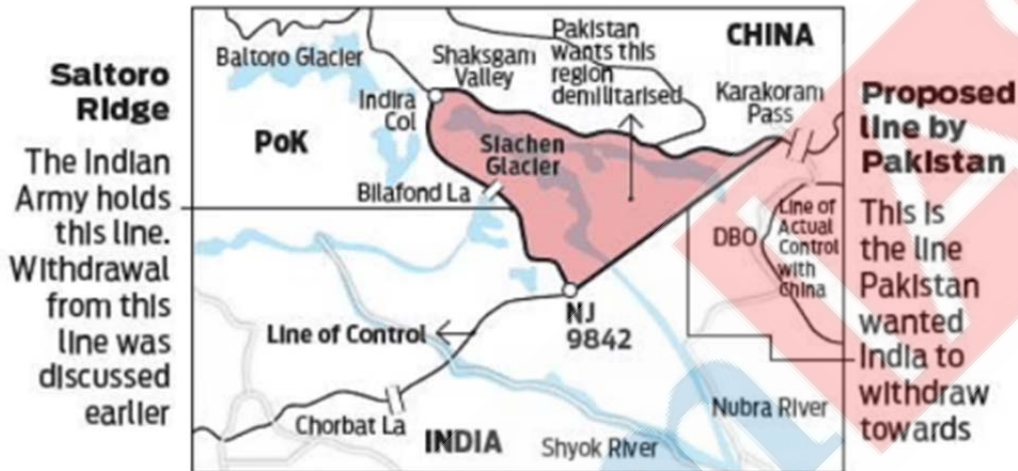 Saltoro
Ridge
The Indian
Army holds
this line.
Withdrawal
from this
line was
discussed
earlier
Baltoro Glacier
Shaksgam
Valley
Pakistan
wants this
region
demilitarised
CHINA
Indira
Col
Karakoram
Pass
PoK
Siachen
Glacier
Bilafond La
DBO
Line of
Actual
Control
with
China
NJ
9842
Line of Control
Chorbat La
INDIA
Shyok River
Nubra River
Proposed
line by
Pakistan
This is
the line
Pakistan
wanted
India to
withdraw
towards